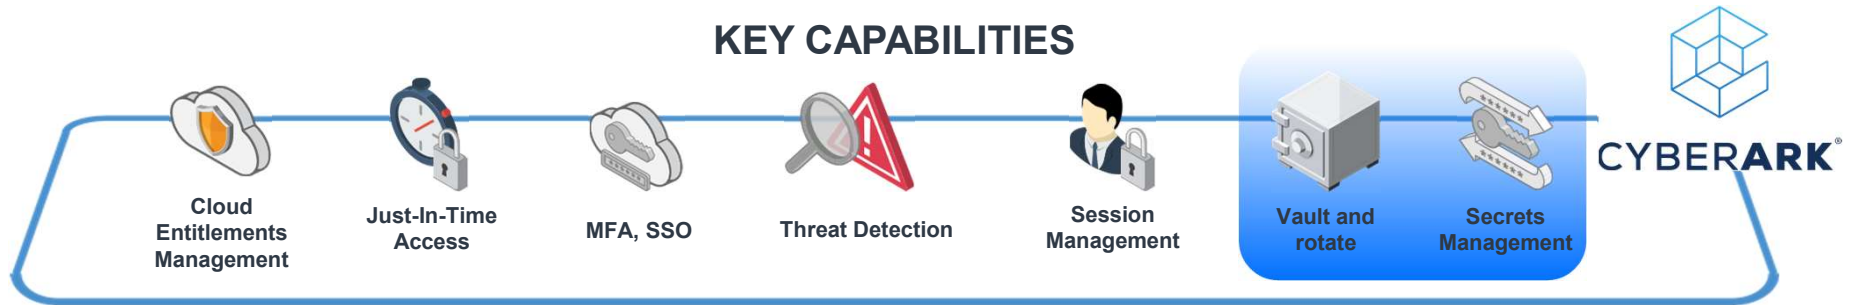 KEY CAPABILITIES
CYBERARK®
Cloud
Entitlements
Management
Just-In-Time
Access
MFA, SSO
Threat Detection
Session
Management
Vault and
rotate
Secrets
Management